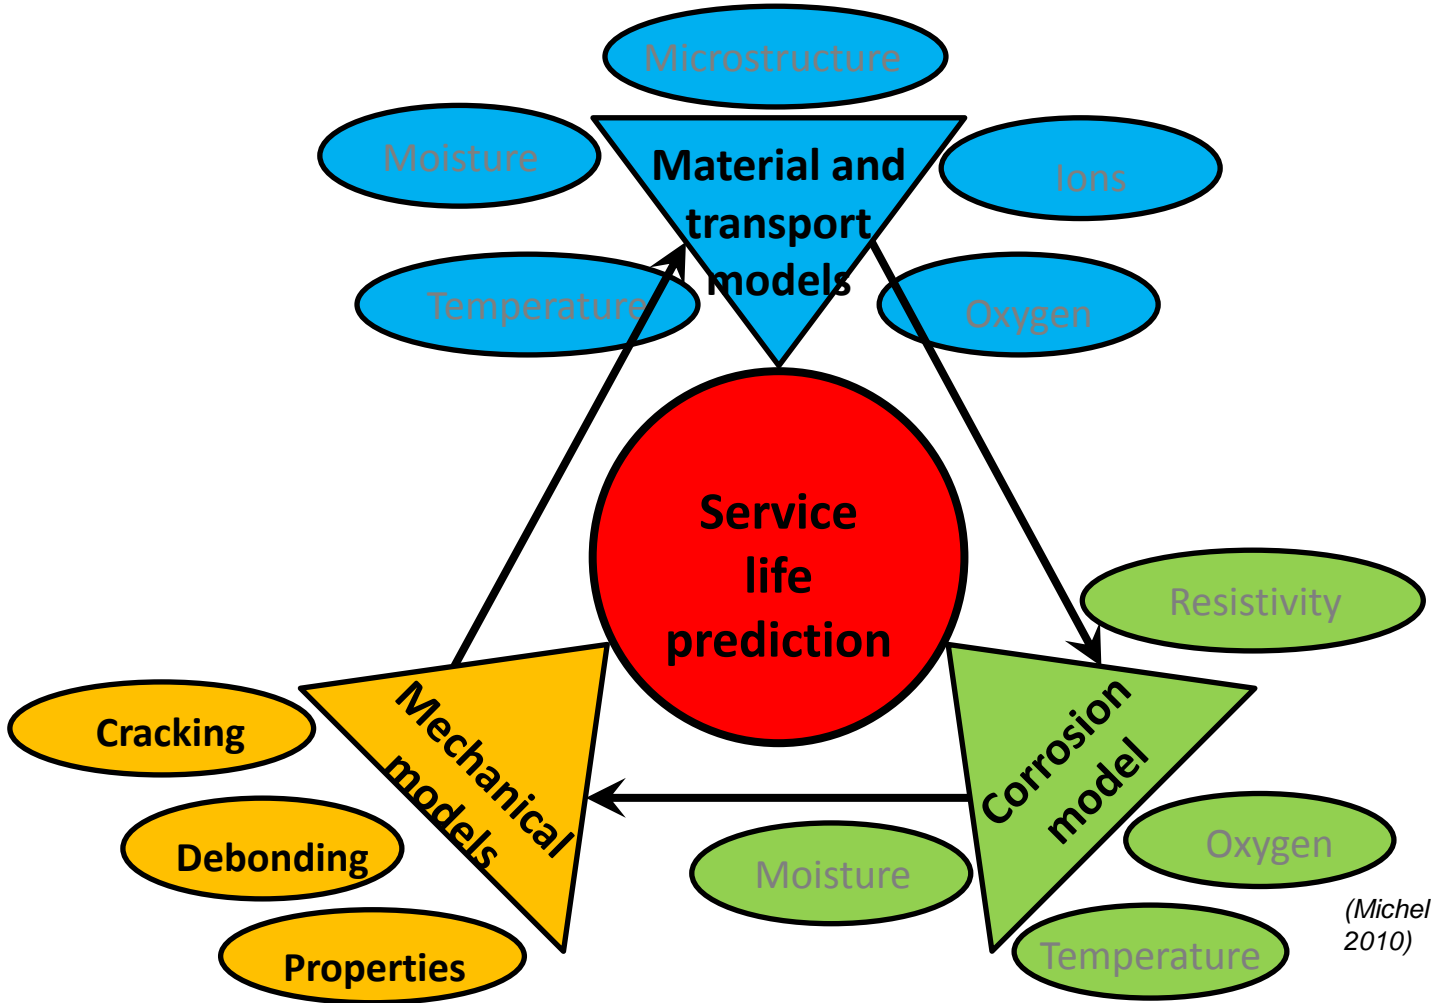 Microstructure
Moisture
Material and
transport
models
Ions
Temperature
Oxygen
Service
life
prediction
Resistivity
Cracking
Mechanical
models
Corrosion
model
Debonding
Moisture
Oxygen
Properties
Temperature
(Michel
2010)